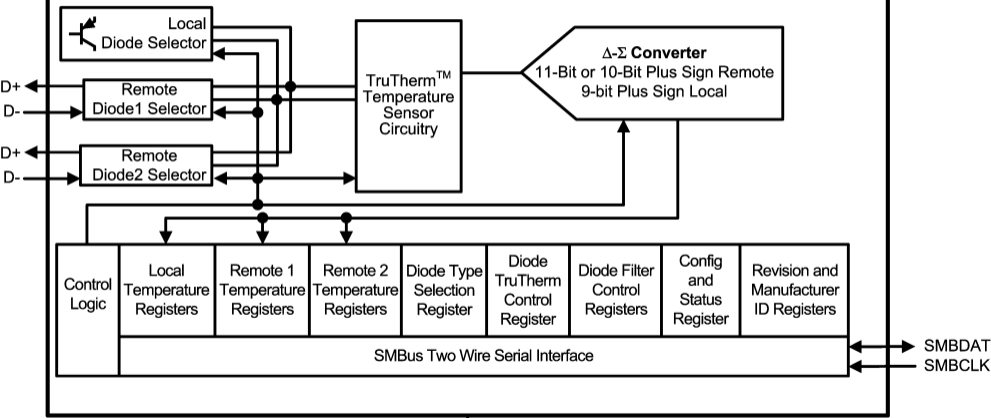 Local
Diode Selector
D+
D-
Remote
Diode1 Selector
D+
D-
Remote
Diode2 Selector
TruTherm™
Temperature
Sensor
Circuitry
Δ-Σ Converter
11-Bit or 10-Bit Plus Sign Remote
9-bit Plus Sign Local
Control
Logic
Local
Temperature
Registers
Remote 1
Temperature
Registers
Remote 2
Temperature
Registers
Diode Type
Selection
Register
Diode
TruTherm
Control
Register
Diode Filter
Control
Registers
Config
and
Status
Register
Revision and
Manufacturer
ID Registers
SMBus Two Wire Serial Interface
SMBDAT
SMBCLK